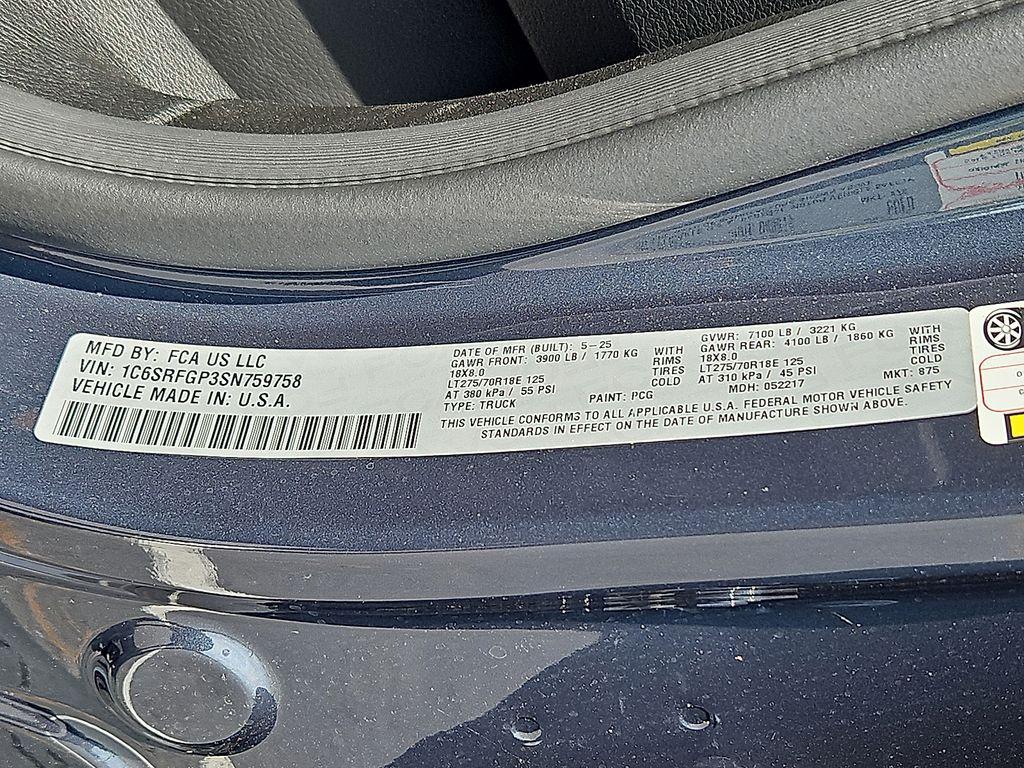 MFD BY: FCA US LLC
VIN: 1C6SRFGP3SN759758
VEHICLE MADE IN: U.S.A.
DATE OF MFR (BUILT): 5-25
GAWR FRONT: 3900 LB / 1770 KG WITH
18X8.0 RIMS
LT275/70R18E 125 TIRES
AT 380 kPa / 55 PSI COLD
TYPE: TRUCK PAINT: PCG
GVWR: 7100 LB / 3221 KG
GAWR REAR: 4100 LB / 1860 KG WITH
18X8.0 RIMS
LT275/70R18E 125 TIRES
AT 310 kPa / 45 PSI COLD
MDH: 052217 MKT: 875
THIS VEHICLE CONFORMS TO ALL APPLICABLE U.S.A. FEDERAL MOTOR VEHICLE SAFETY
STANDARDS IN EFFECT ON THE DATE OF MANUFACTURE SHOWN ABOVE.